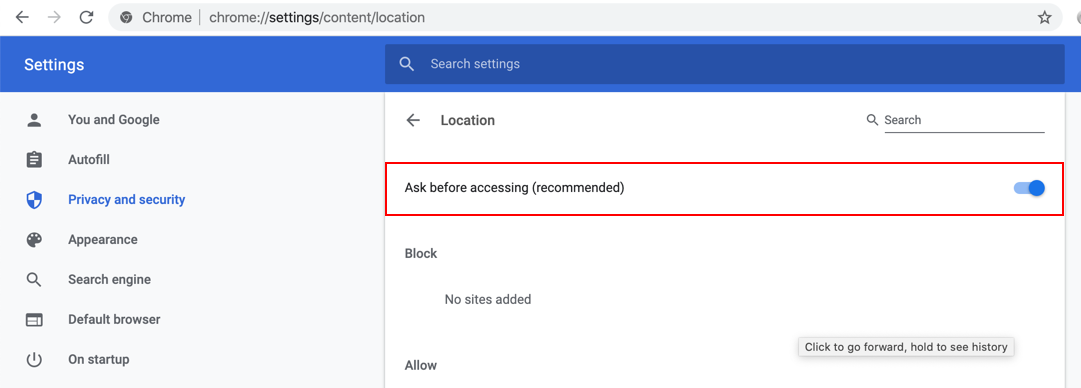 Chrome chrome://settings/content/location
Settings
Search settings
You and Google
Autofill
Privacy and security
Appearance
Search engine
Default browser
On startup
Location
Search
Ask before accessing (recommended)
Block
No sites added
Click to go forward, hold to see history
Allow